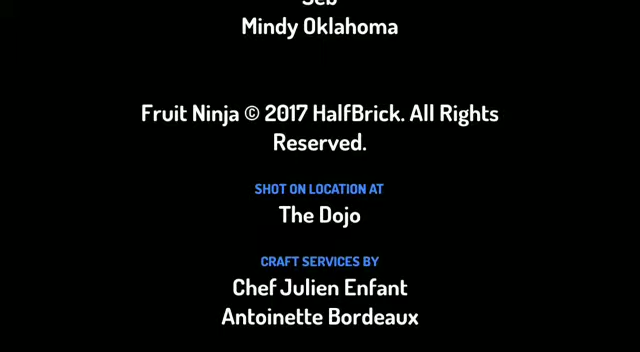 Seb
Mindy Oklahoma
Fruit Ninja © 2017 HalfBrick. All Rights
Reserved.
SHOT ON LOCATION AT
The Dojo
CRAFT SERVICES BY
Chef Julien Enfant
Antoinette Bordeaux